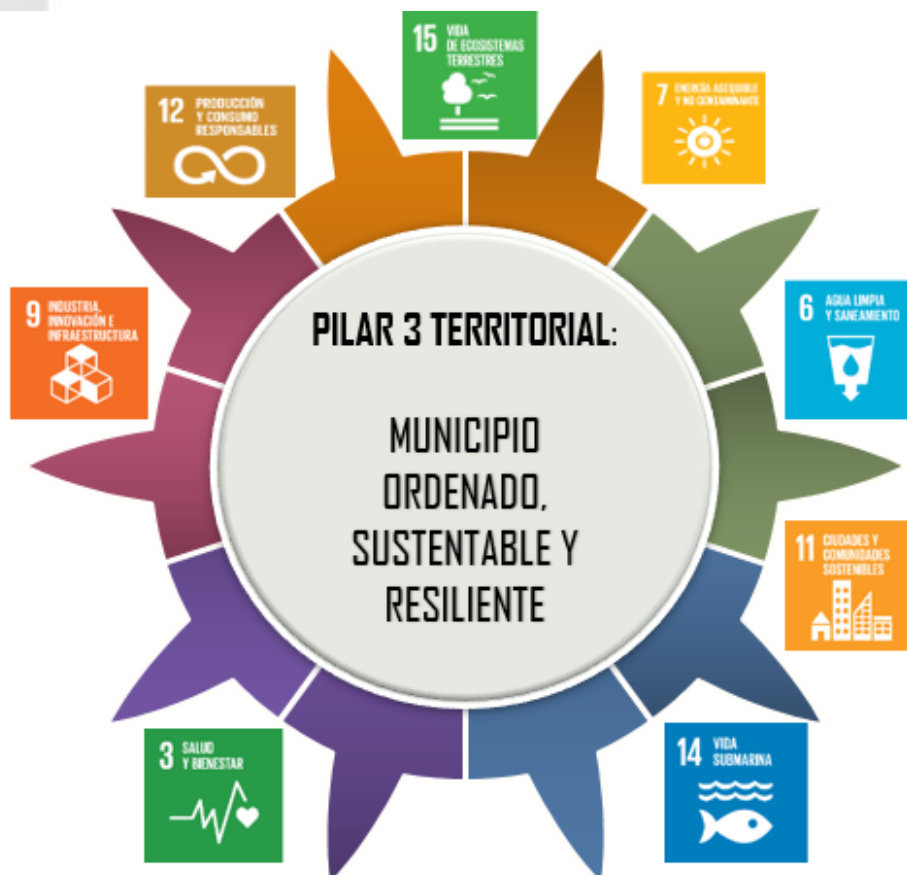 15 VIDA
DE ECOSISTEMAS
TERRESTRES
7 ENERGÍA ASEQUIBLE
Y NO CONTAMINANTE
12 PRODUCCIÓN
Y CONSUMO
RESPONSABLES
9 INDUSTRIA,
INNOVACIÓN E
INFRAESTRUCTURA
6 AGUA LIMPIA
Y SANEAMIENTO
PILAR 3 TERRITORIAL:
MUNICIPIO
ORDENADO,
SUSTENTABLE Y
RESILIENTE
11 CIUDADES Y
COMUNIDADES
SOSTENIBLES
3 SALUD
Y BIENESTAR
14 VIDA
SUBMARINA